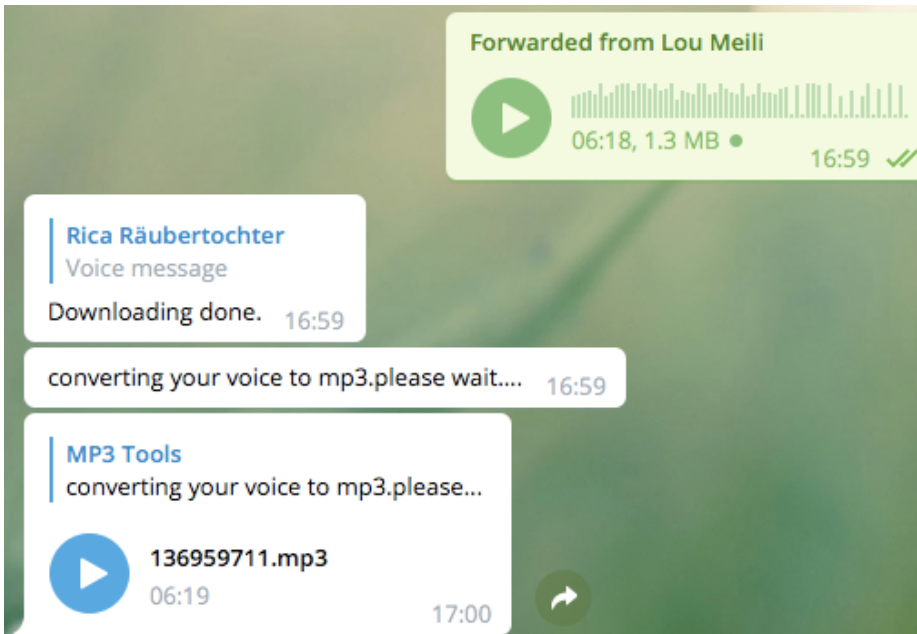 Forwarded from Lou Meili
06:18, 1.3 MB
16:59
Rica Räubertochter
Voice message
Downloading done. 16:59
converting your voice to mp3.please wait.... 16:59
MP3 Tools
converting your voice to mp3.please...
136959711.mp3
06:19
17:00